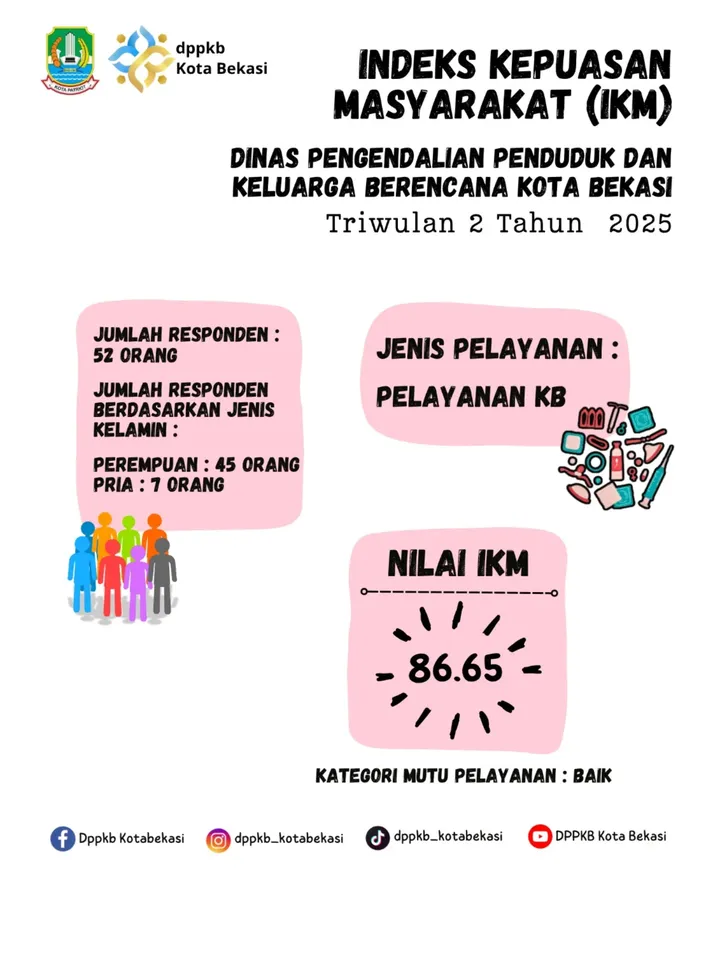 KOTA PATRIOT
dppkb
Kota Bekasi
INDEKS KEPUASAN
MASYARAKAT (IKM)
DINAS PENGENDALIAN PENDUDUK DAN
KELUARGA BERENCANA KOTA BEKASI
Triwulan 2 Tahun 2025
JUMLAH RESPONDEN :
52 ORANG
JUMLAH RESPONDEN
BERDASARKAN JENIS
KELAMIN :
PEREMPUAN : 45 ORANG
PRIA : 7 ORANG
JENIS PELAYANAN :
PELAYANAN KB
NILAI IKM
86.65
KATEGORI MUTU PELAYANAN : BAIK
Dppkb Kotabekasi
dppkb_kotabekasi
dppkb_kotabekasi
DPPKB Kota Bekasi